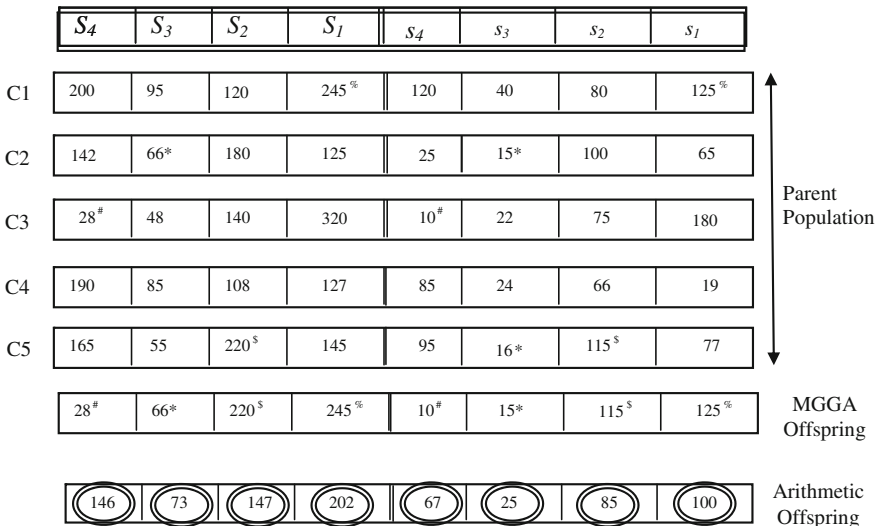 S4 S3 S2 S1 s4 s3 s2 s1
C1 200 95 120 245% 120 40 80 125%
C2 142 66* 180 125 25 15* 100 65
Parent
Population
C3 28# 48 140 320 10# 22 75 180
C4 190 85 108 127 85 24 66 19
C5 165 55 220$ 145 95 16* 115$ 77
28# 66* 220$ 245% 10# 15* 115$ 125%
MGGA
Offspring
146 73 147 202 67 25 85 100
Arithmetic
Offspring